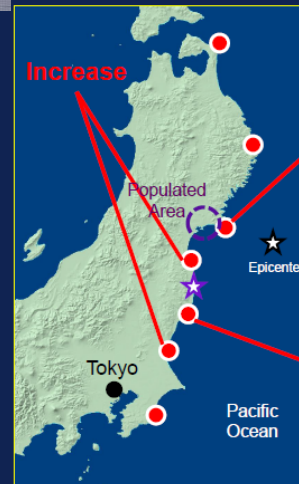 Increase
Populated
Area
Epicente
Tokyo
Pacific
Ocean